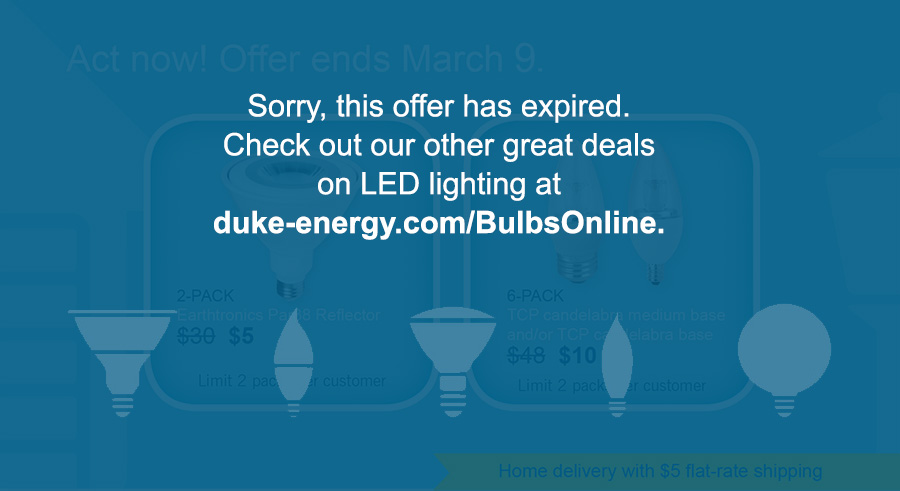 Act now! Offer ends March 9.
Sorry, this offer has expired.
Check out our other great deals
on LED lighting at
duke-energy.com/BulbsOnline.
2-PACK
Earthtronics Par38 Reflector
$30 $5
Limit 2 per customer
6-PACK
TCP candelabra medium base
and/or TCP candelabra base
$48 $10
Limit 2 customer
Home delivery with $5 flat-rate shipping